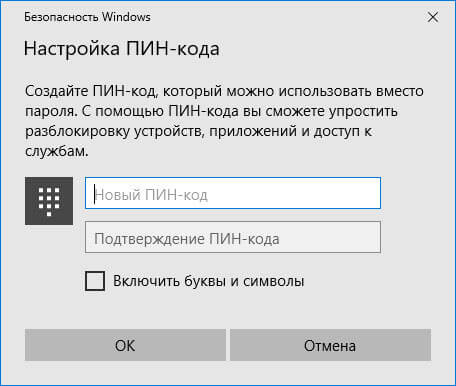 Безопасность Windows
Настройка ПИН-кода
Создайте ПИН-код, который можно использовать вместо
пароля. С помощью ПИН-кода вы сможете упростить
разблокировку устройств, приложений и доступ к
службам.
Новый ПИН-код
Подтверждение ПИН-кода
Включить буквы и символы
ОК
Отмена